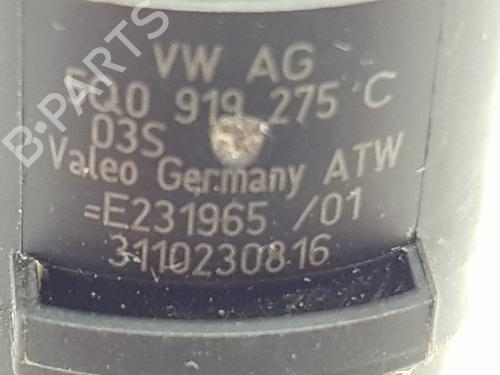 VW AG
5Q0 919 275 C
03S
Valeo Germany ATW
=E231965 /01
3110230816
B-PARTS